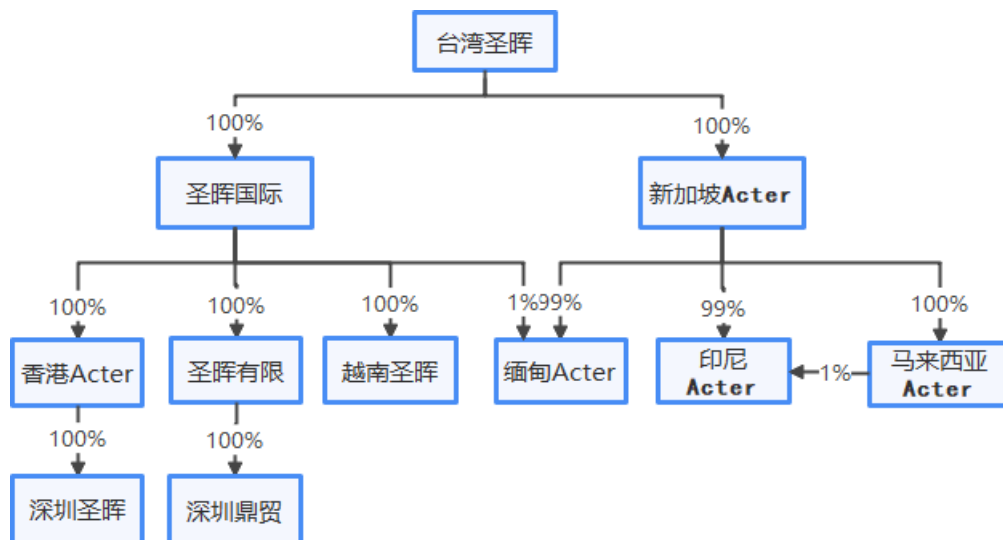 台湾圣晖
100%
100%
圣晖国际
新加坡Acter
100%
100%
100%
1%
99%
99%
100%
香港Acter
圣晖有限
越南圣晖
缅甸Acter
印尼
Acter
1%
马来西亚
Acter
100%
100%
深圳圣晖
深圳鼎贸